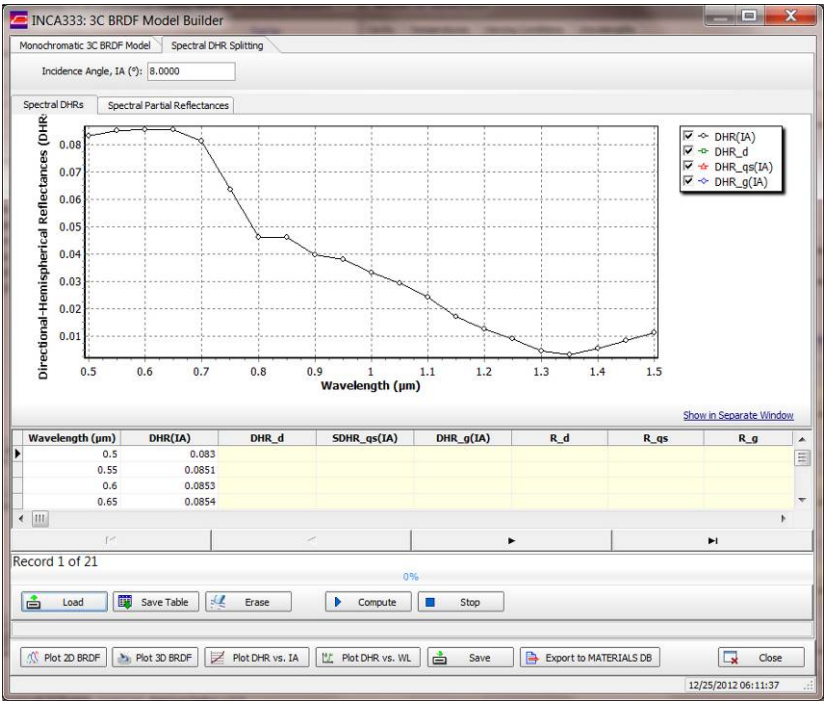 INCA333: 3C BRDF Model Builder
Monochromatic 3C BRDF Model Spectral DHR Splitting
Incidence Angle, IA (°): 8.0000
Spectral DHRs Spectral Partial Reflectances
Directional-Hemispherical Reflectances (DHR
0.08
0.07
0.06
0.05
0.04
0.03
0.02
0.01
0.5 0.6 0.7 0.8 0.9 1 1.1 1.2 1.3 1.4 1.5
Wavelength (µm)
DHR(IA)
DHR_d
DHR_qs(IA)
DHR_g(IA)
Show in Separate Window
Wavelength (µm) DHR(IA) DHR_d SDHR_qs(IA) DHR_g(IA) R_d R_qs R_g
0.5 0.083
0.55 0.0851
0.6 0.0853
0.65 0.0854
Record 1 of 21
0%
Load Save Table Erase Compute Stop
Plot 2D BRDF Plot 3D BRDF Plot DHR vs. IA Plot DHR vs. WL Save Export to MATERIALS DB Close
12/25/2012 06:11:37